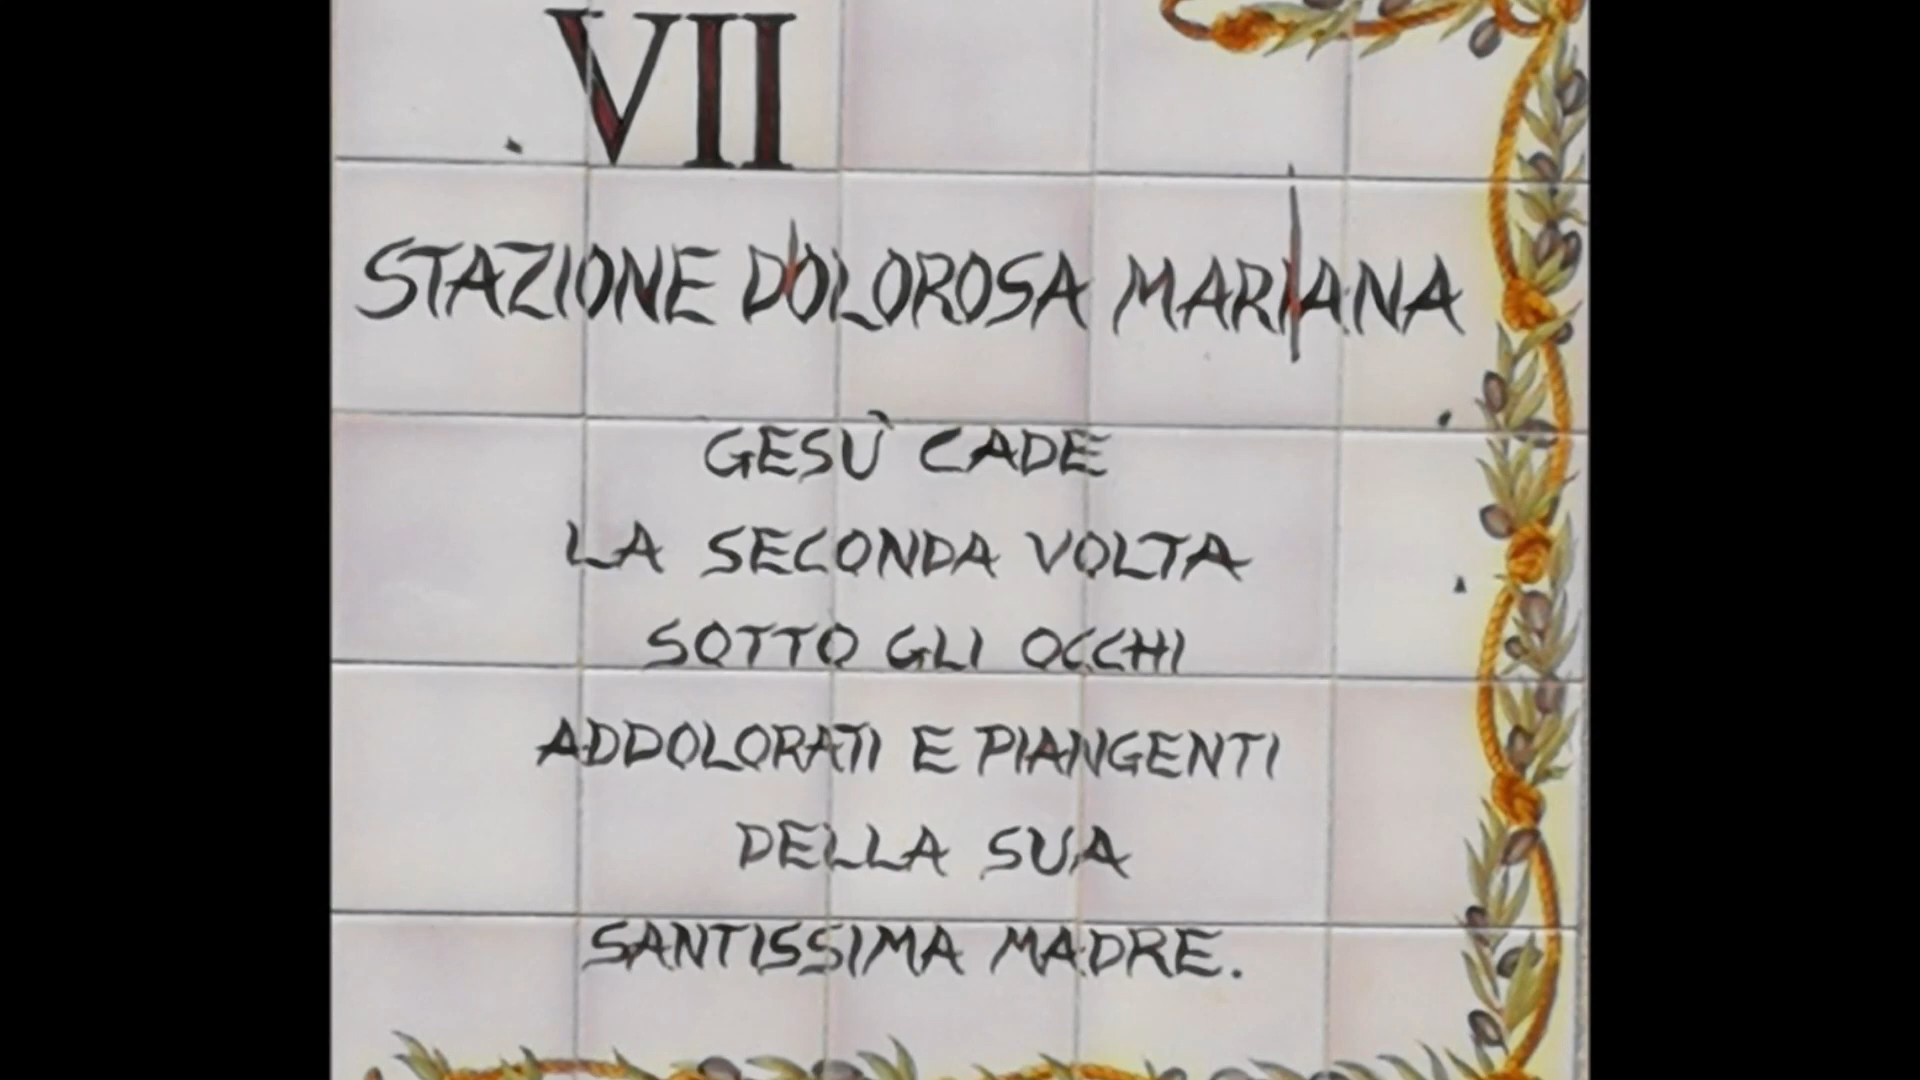 VII
STAZIONE DOLOROSA MARIANA
GESÙ CADE
LA SECONDA VOLTA
SOTTO GLI OCCHI
ADDOLORATI E PIANGENTI
DELLA SUA
SANTISSIMA MADRE.